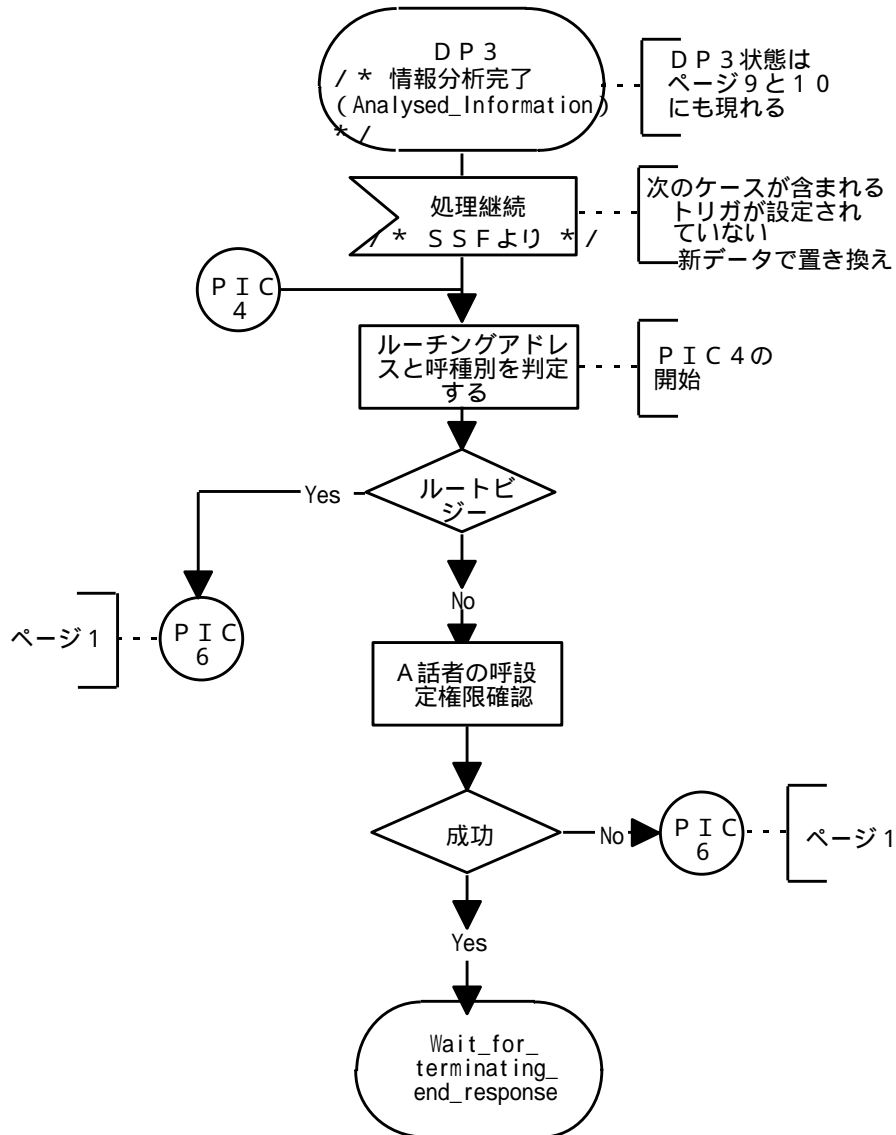 ＤＰ３
/＊ 情報分析完了
(Analysed_Information)
＊/
ＤＰ３状態は
ページ９と１０
にも現れる
処理継続
/＊ ＳＳＦより ＊/
次のケースが含まれる
トリガが設定され
ていない
新データで置き換え
ＰＩＣ
4
ルーチングアドレ
スと呼種別を判定
する
ＰＩＣ４の
開始
ルートビ
ジー
Yes
No
ページ１
ＰＩＣ
6
Ａ話者の呼設
定権限確認
成功
No
ＰＩＣ
6
ページ１
Yes
Wait_for_
terminating_
end_response